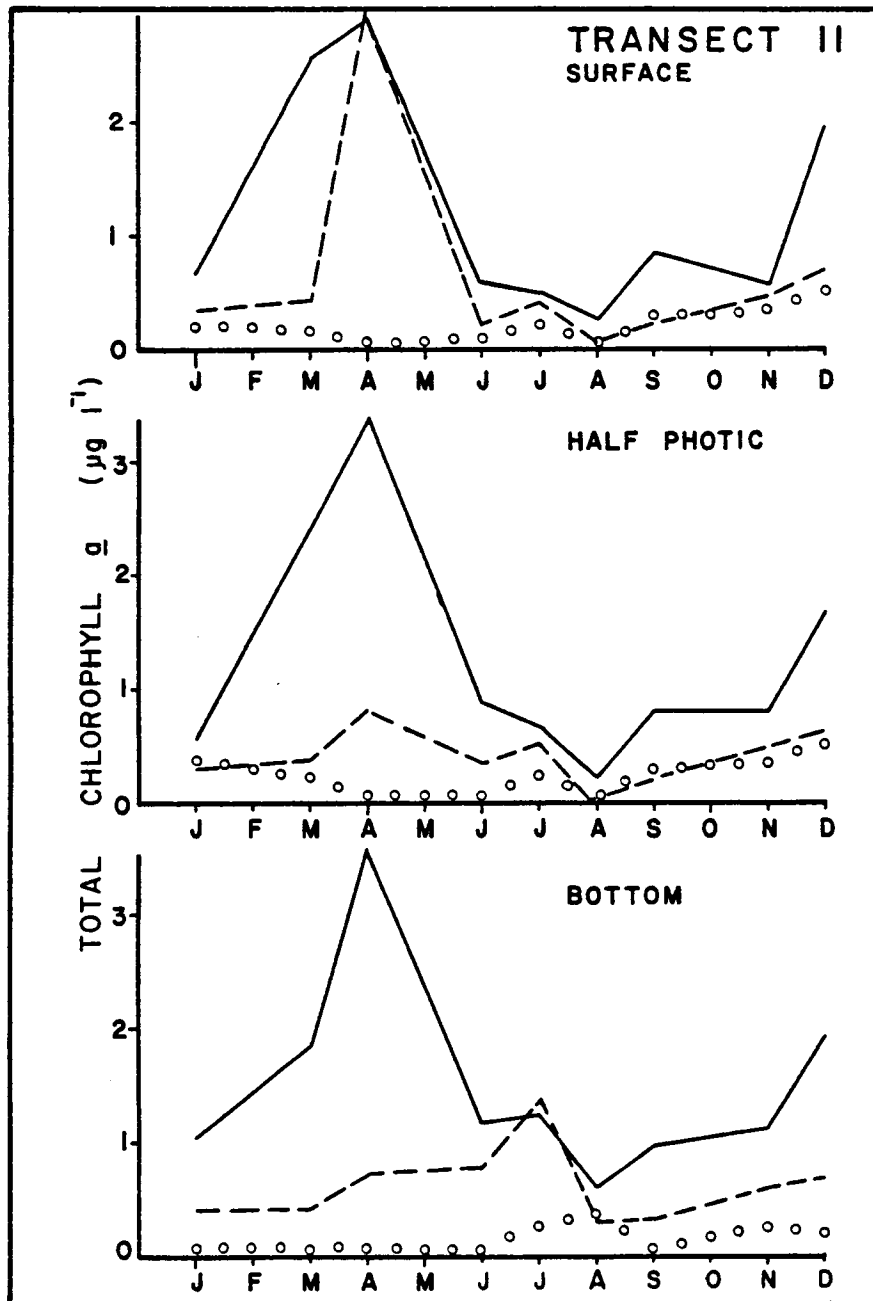 TRANSECT II
SURFACE
2
1
0
J F M A M J J A S O N D
HALF PHOTIC
3
2
1
0
J F M A M J J A S O N D
BOTTOM
3
2
1
0
J F M A M J J A S O N D
TOTAL CHLOROPHYLL a (µg l⁻¹)